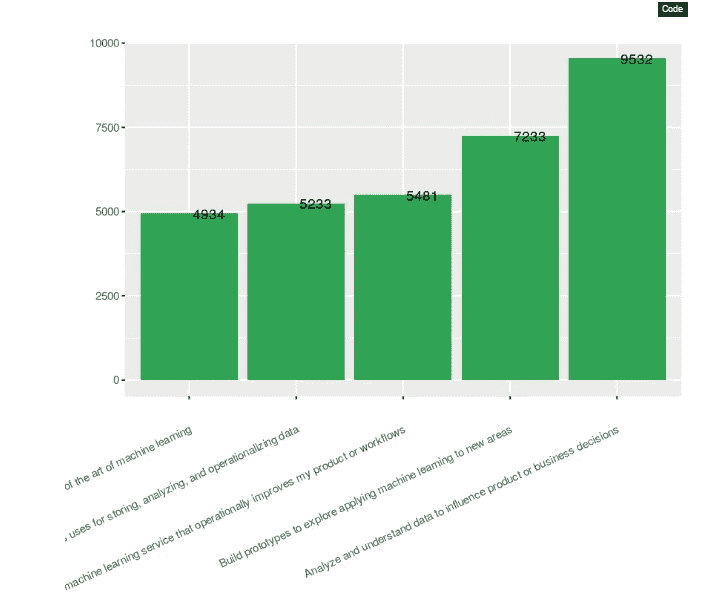 Code
10000
7500
5000
2500
0
4934
5233
5481
7233
9532
of the art of machine learning
, uses for storing, analyzing, and operationalizing data
machine learning service that operationally improves my product or workflows
Build prototypes to explore applying machine learning to new areas
Analyze and understand data to influence product or business decisions